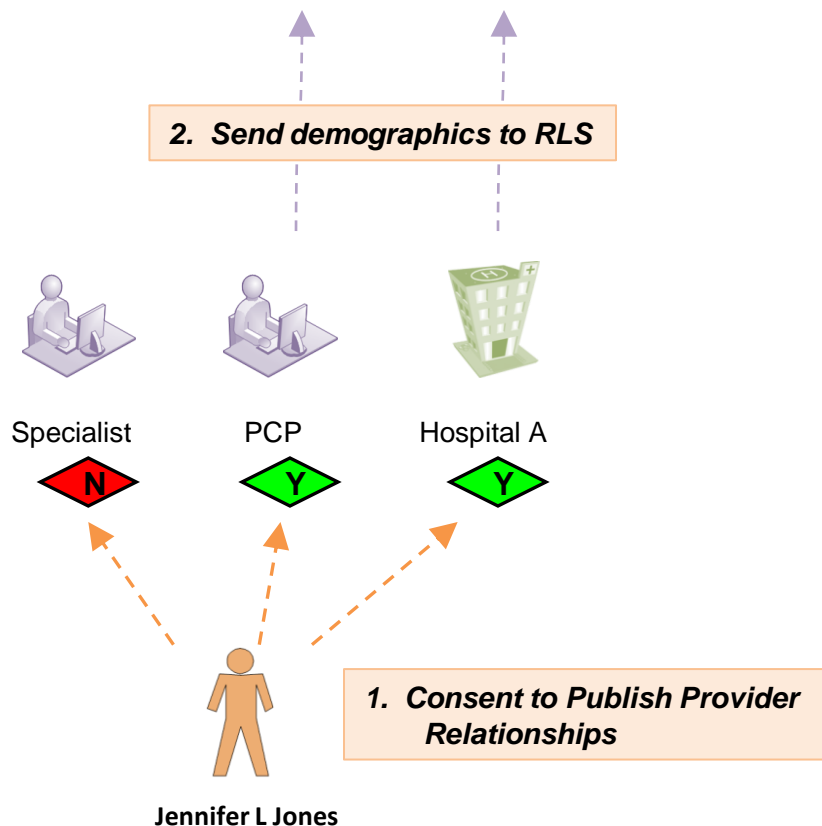 2. Send demographics to RLS
H
Specialist
PCP
Hospital A
N
Y
Y
1. Consent to Publish Provider
Relationships
Jennifer L Jones